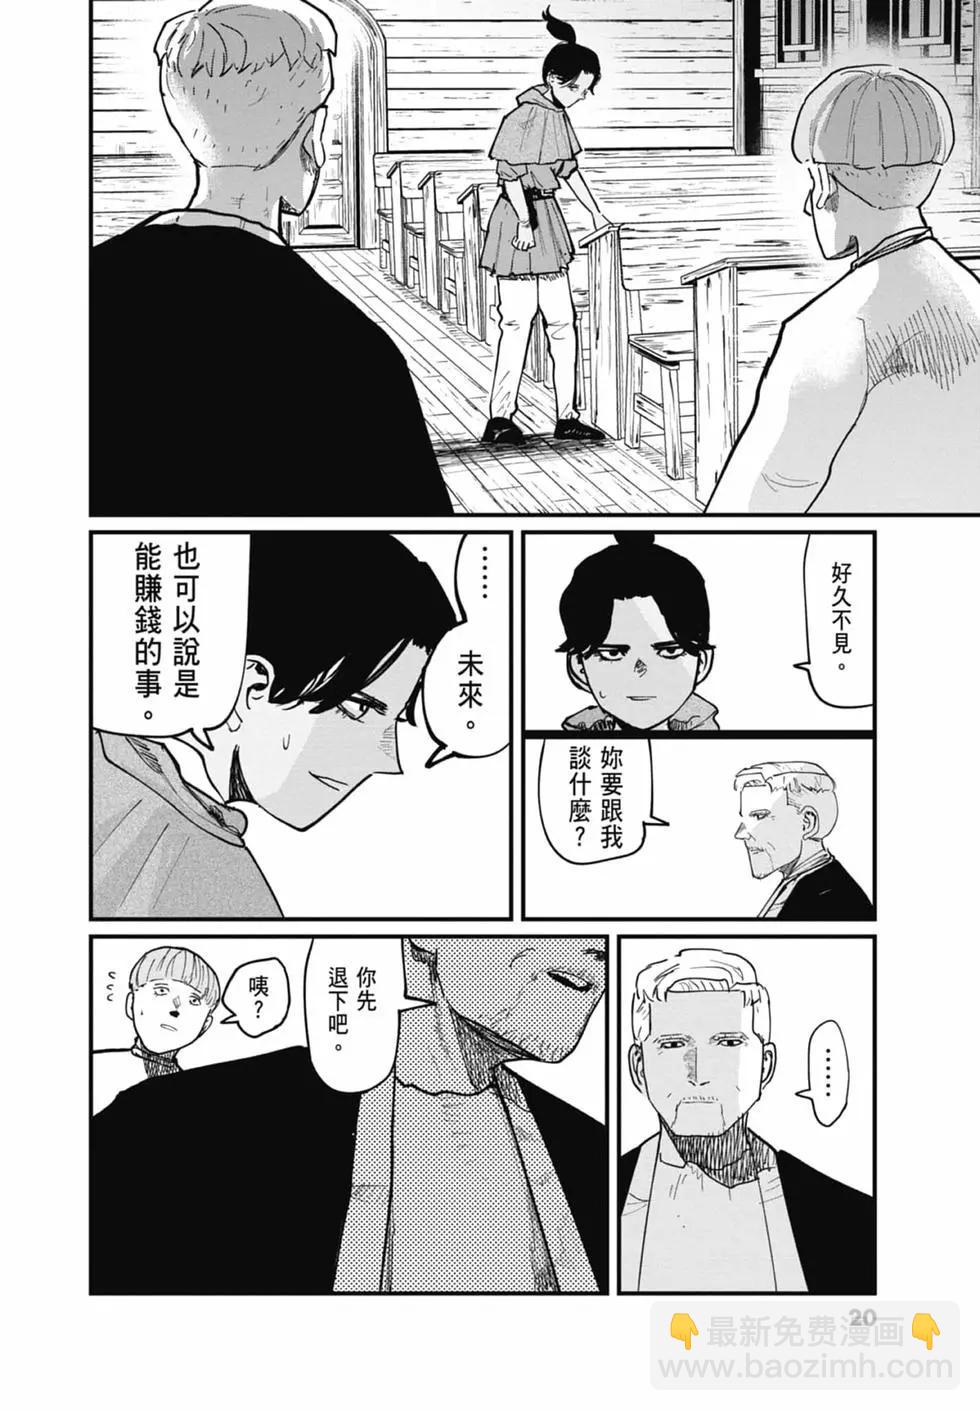 好久不見。
妳要跟我
談什麼?
……
未來。
也可以說是
能賺錢的事。
……
你先
退下吧。
咦?
20
👇最新免费漫画👇
www.baozimh.com